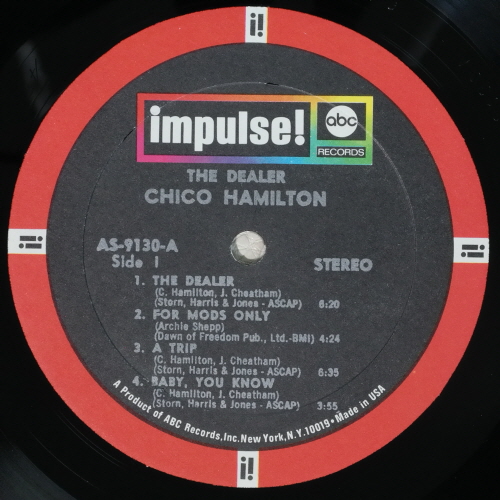 i!
impulse!
abc
RECORDS
THE DEALER
CHICO HAMILTON
i!
i!
AS-9130-A
Side 1
STEREO
1. THE DEALER
(C. Hamilton, J. Cheatham)
(Storn, Harris & Jones - ASCAP) 6:20
2. FOR MODS ONLY
(Archie Shepp)
(Dawn of Freedom Pub., Ltd.-BMI) 4:24
3. A TRIP
(C. Hamilton, J. Cheatham)
(Storn, Harris & Jones - ASCAP) 6:35
4. BABY, YOU KNOW
(C. Hamilton, J. Cheatham)
(Storn, Harris & Jones - ASCAP) 3:55
A Product of ABC Records, Inc. New York, N.Y. 10019 • Made in USA
i!